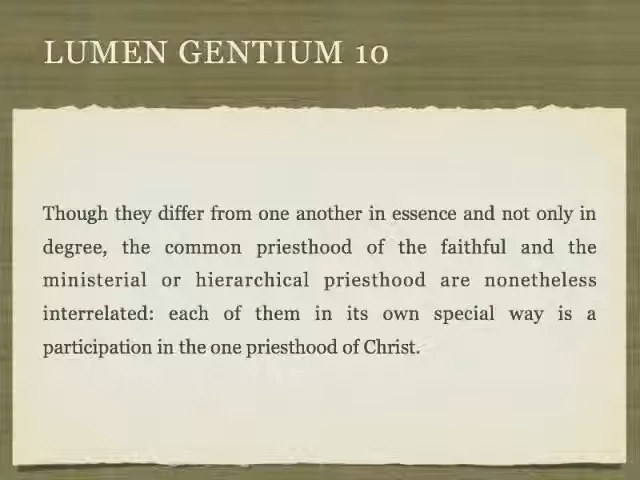 LUMEN GENTIUM 10
Though they differ from one another in essence and not only in
degree, the common priesthood of the faithful and the
ministerial or hierarchical priesthood are nonetheless
interrelated: each of them in its own special way is a
participation in the one priesthood of Christ.